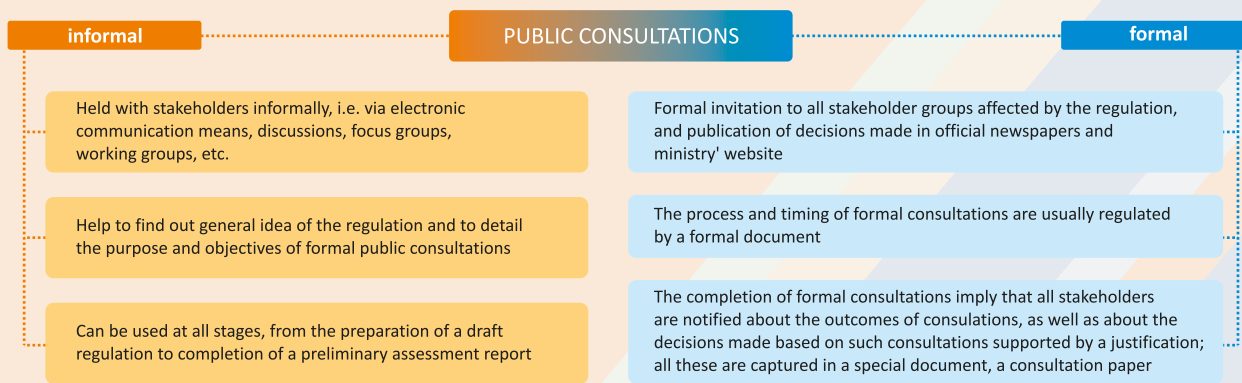 informal
PUBLIC CONSULTATIONS
formal
Held with stakeholders informally, i.e. via electronic
communication means, discussions, focus groups,
working groups, etc.
Help to find out general idea of the regulation and to detail
the purpose and objectives of formal public consultations
Can be used at all stages, from the preparation of a draft
regulation to completion of a preliminary assessment report
Formal invitation to all stakeholder groups affected by the regulation,
and publication of decisions made in official newspapers and
ministry' website
The process and timing of formal consultations are usually regulated
by a formal document
The completion of formal consultations imply that all stakeholders
are notified about the outcomes of consulations, as well as about the
decisions made based on such consultations supported by a justification;
all these are captured in a special document, a consultation paper